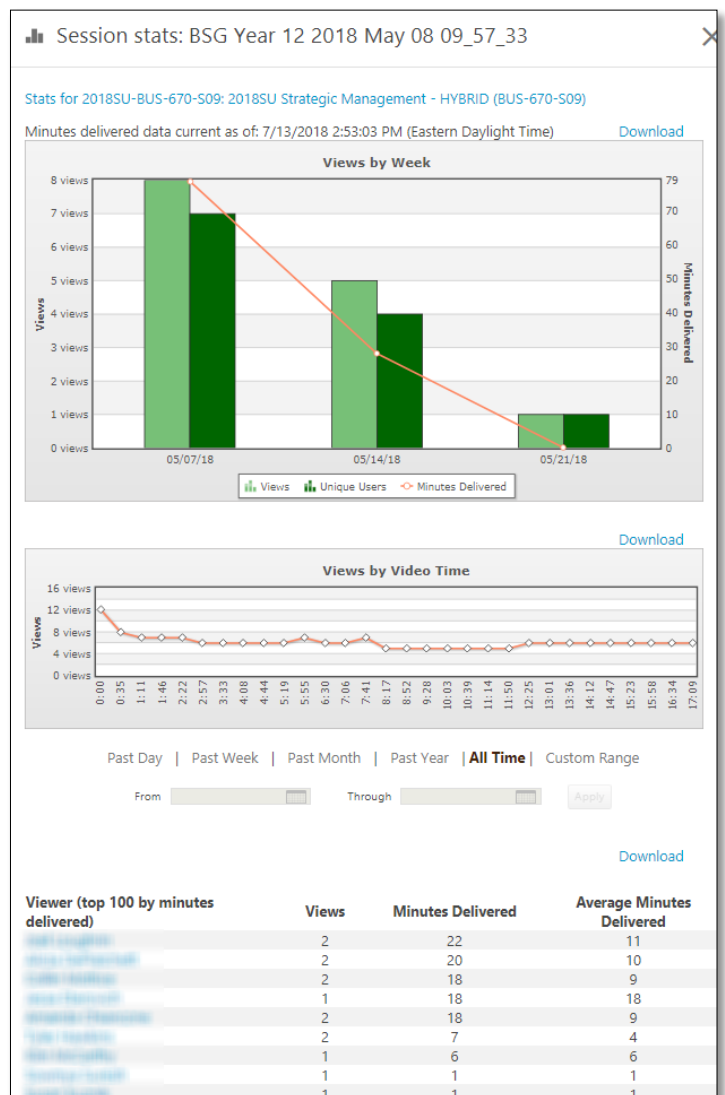 Session stats: BSG Year 12 2018 May 08 09_57_33
Stats for 2018SU-BUS-670-S09: 2018SU Strategic Management - HYBRID (BUS-670-S09)
Minutes delivered data current as of: 7/13/2018 2:53:03 PM (Eastern Daylight Time) Download
Views by Week
8 views 79
7 views 70
6 views 60
5 views 50
4 views 40
3 views 30
2 views 20
1 views 10
0 views 0
Views
Minutes Delivered
05/07/18 05/14/18 05/21/18
Views Unique Users Minutes Delivered
Download
Views by Video Time
16 views
12 views
8 views
4 views
0 views
Views
0:00 0:35 1:11 1:46 2:22 2:57 3:33 4:08 4:44 5:19 5:55 6:30 7:06 7:41 8:17 8:52 9:28 10:03 10:39 11:14 11:50 12:25 13:01 13:36 14:12 14:47 15:23 15:58 16:34 17:09
Past Day | Past Week | Past Month | Past Year | All Time | Custom Range
From Through Apply
Download
Viewer (top 100 by minutes delivered) Views Minutes Delivered Average Minutes Delivered
2 22 11
2 20 10
2 18 9
1 18 18
2 18 9
2 7 4
1 6 6
1 1 1
1 1 1